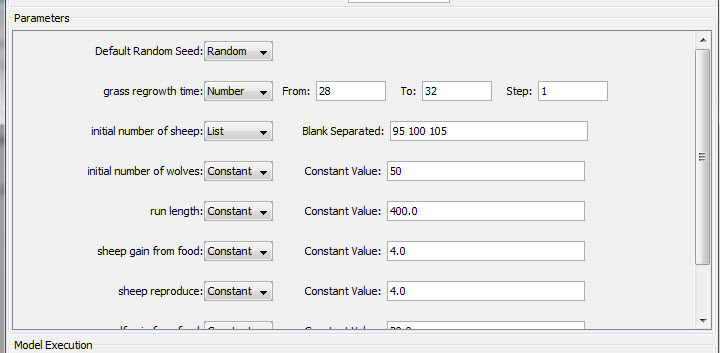 Parameters
Default Random Seed: Random
grass regrowth time: Number From: 28 To: 32 Step: 1
initial number of sheep: List Blank Separated: 95 100 105
initial number of wolves: Constant Constant Value: 50
run length: Constant Constant Value: 400.0
sheep gain from food: Constant Constant Value: 4.0
sheep reproduce: Constant Constant Value: 4.0
Constant Constant Value:
Model Execution